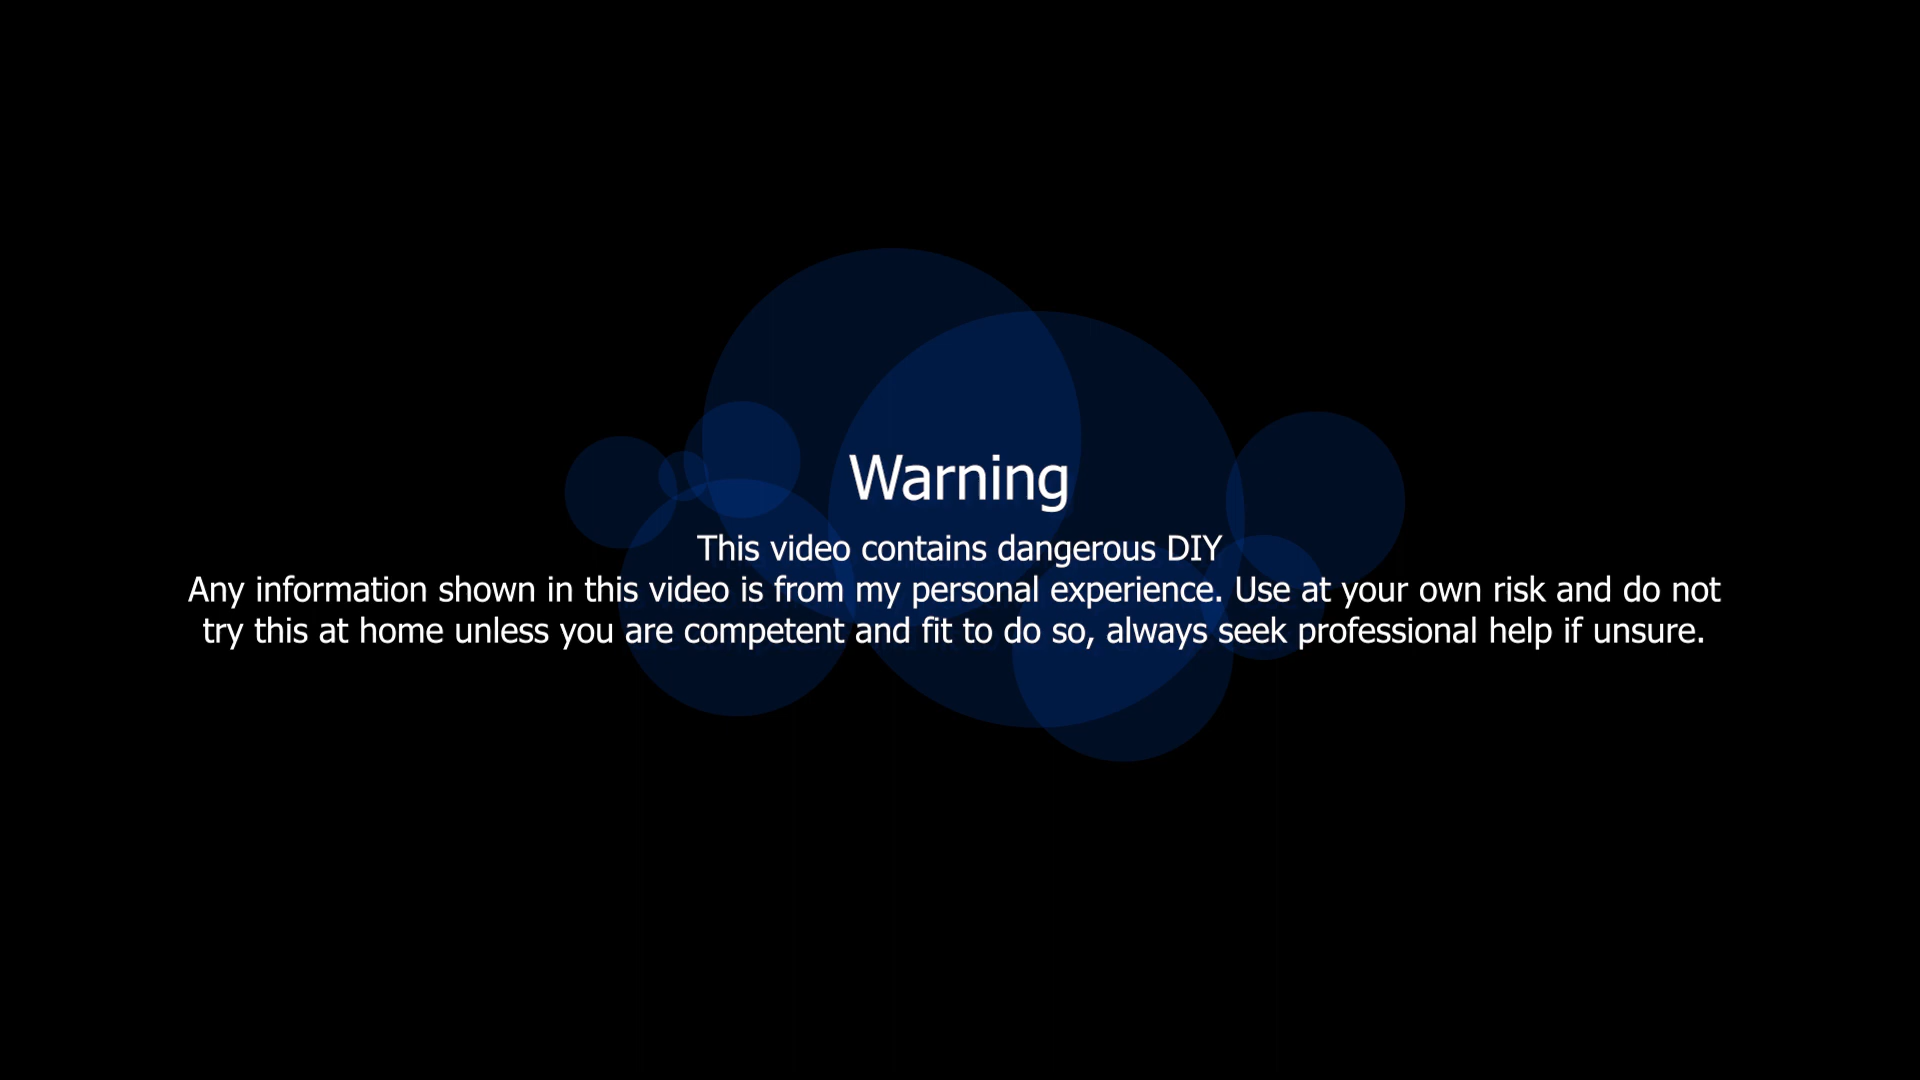 Warning
This video contains dangerous DIY
Any information shown in this video is from my personal experience. Use at your own risk and do not
try this at home unless you are competent and fit to do so, always seek professional help if unsure.